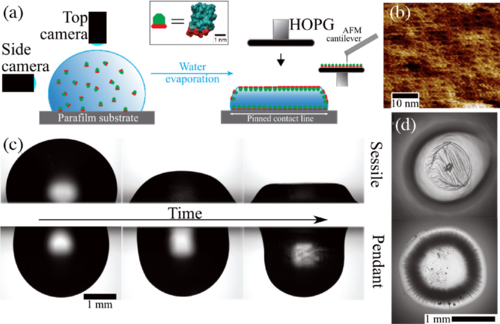 (a)
Top
camera
Side
camera
=
1 nm
HOPG
AFM
cantilever
Water
evaporation
Parafilm substrate
Pinned contact line
(b)
10 nm
(c)
Time
1 mm
(d)
Sessile
Pendant
1 mm